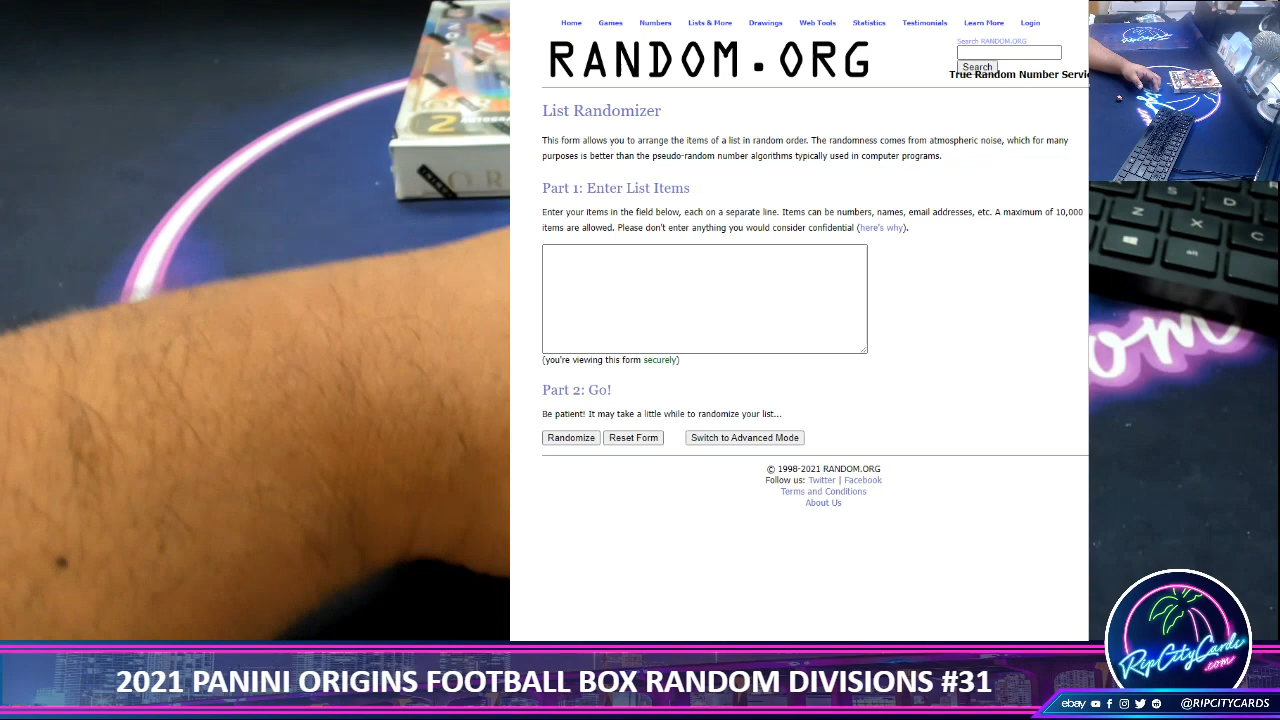 Home Games Numbers Lists & More Drawings Web Tools Statistics Testimonials Learn More Login
RANDOM.ORG
Search RANDOM.ORG
Search
True Random Number Servi
List Randomizer
This form allows you to arrange the items of a list in random order. The randomness comes from atmospheric noise, which for many
purposes is better than the pseudo-random number algorithms typically used in computer programs.
Part 1: Enter List Items
Enter your items in the field below, each on a separate line. Items can be numbers, names, email addresses, etc. A maximum of 10,000
items are allowed. Please don't enter anything you would consider confidential (here's why).
(you're viewing this form securely)
Part 2: Go!
Be patient! It may take a little while to randomize your list...
Randomize Reset Form Switch to Advanced Mode
© 1998-2021 RANDOM.ORG
Follow us: Twitter | Facebook
Terms and Conditions
About Us
2
S
D
Z
X
C
alt
om
RipCityCards
.com
2021 PANINI ORIGINS FOOTBALL BOX RANDOM DIVISIONS #31
ebay @RIPCITYCARDS